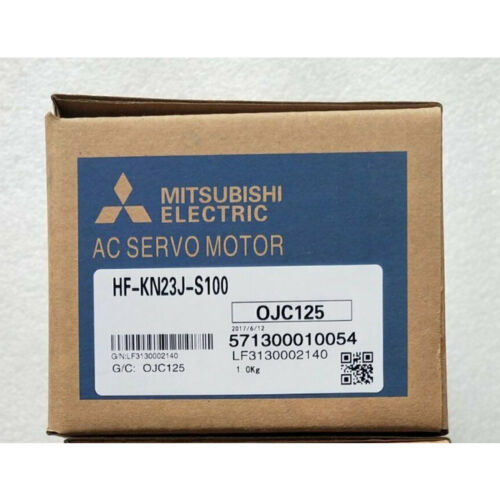 MITSUBISHI
ELECTRIC
AC SERVO MOTOR
HF-KN23J-S100
OJC125
2017/6/12
571300010054
G/N:LF3130002140
LF3130002140
G/C: OJC125
1.0Kg